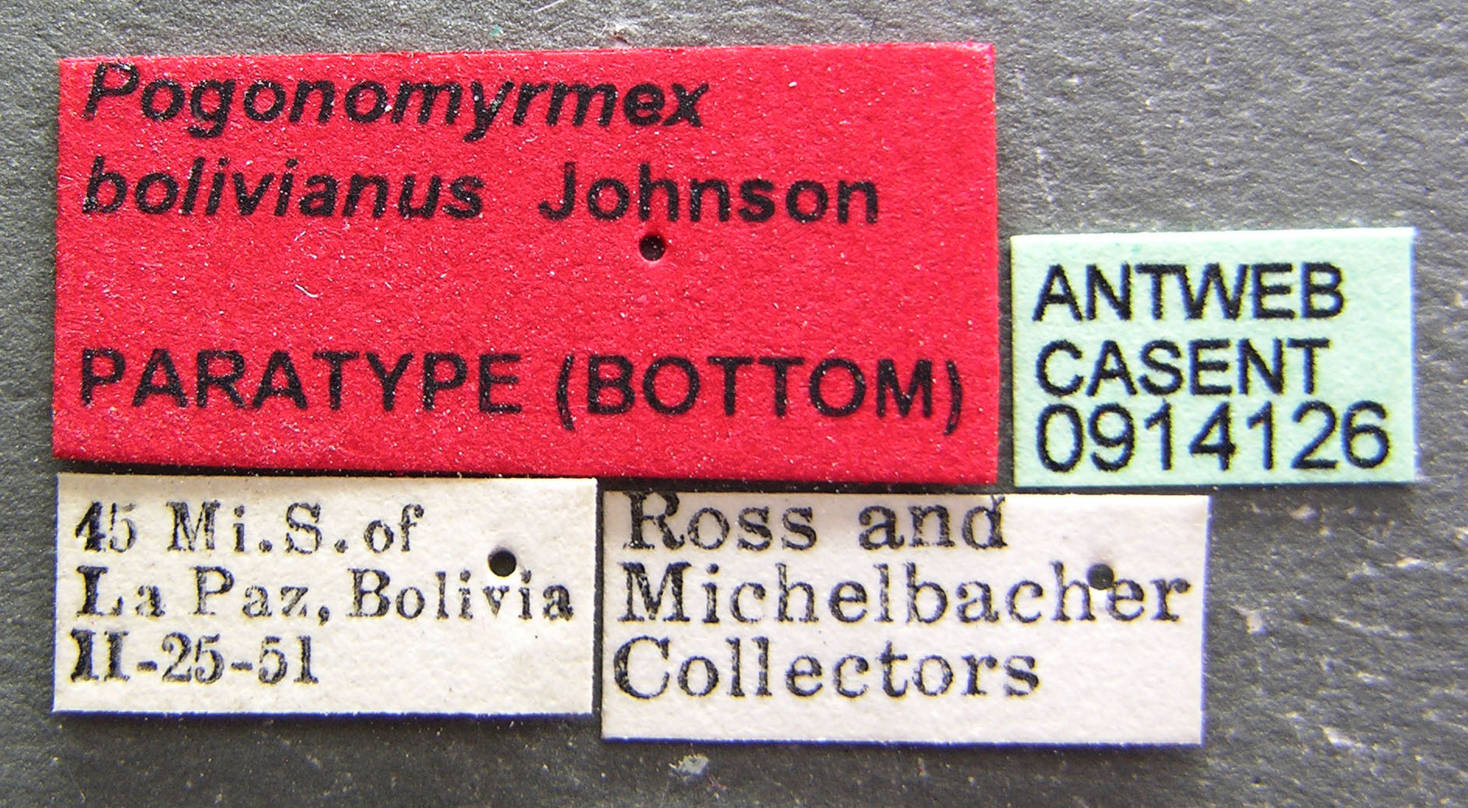 Pogonomyrmex
bolivianus Johnson
PARATYPE (BOTTOM)
ANTWEB
CASENT
0914126
45 Mi.S.of
La Paz, Bolivia
II-25-51
Ross and
Michelbacher
Collectors